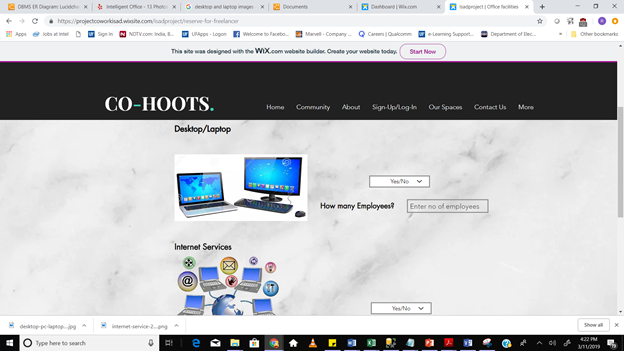 DBMS ER Diagram: Lucidcha
Intelligent Office - 13 Photo
desktop and laptop images
Documents
Dashboard | Wix.com
Isadproject | Office facilities
https://projectcoworkisad.wixsite.com/isadproject/reserve-for-freelancer
Apps
Jobs at Intel
Sign In
NDTV.com: India, B
UFApps - Logon
Welcome to Facebo
Marvell - Company
Careers | Qualcomm
e-Learning Support
Department of Elec
Other bookmarks
This site was designed with the WiX.com website builder. Create your website today. Start Now
CO-HOOTS.
Home Community About Sign-Up/Log-In Our Spaces Contact Us More
Desktop/Laptop
Yes/No
How many Employees? Enter no of employees
Internet Services
Yes/No
desktop-pc-laptop....jpg
internet-service-2....png
Show all
Type here to search
4:22 PM
3/11/2019